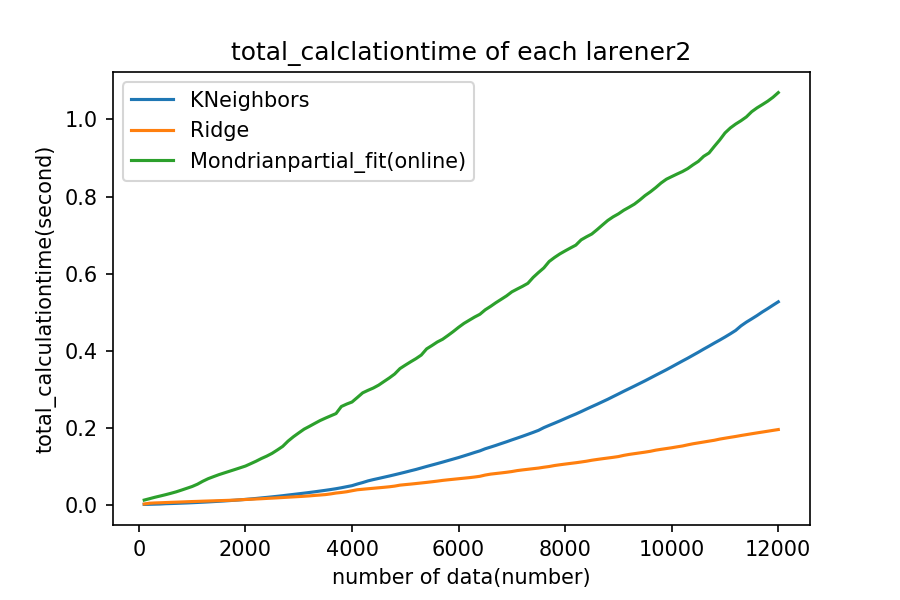 total_calclationtime of each larener2
KNeighbors
Ridge
Mondrianpartial_fit(online)
total_calculationtime(second)
1.0
0.8
0.6
0.4
0.2
0.0
0 2000 4000 6000 8000 10000 12000
number of data(number)